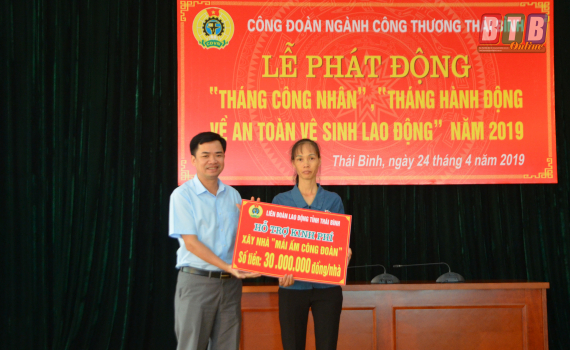 CÔNG ĐOÀN NGÀNH CÔNG THƯƠNG THÁI BÌNH
BTB
Online
LỄ PHÁT ĐỘNG
"THÁNG CÔNG NHÂN", "THÁNG HÀNH ĐỘNG
VỀ AN TOÀN VỆ SINH LAO ĐỘNG" NĂM 2019
Thái Bình, ngày 24 tháng 4 năm 2019
LIÊN ĐOÀN LAO ĐỘNG TỈNH THÁI BÌNH
HỖ TRỢ KINH PHÍ
XÂY NHÀ "MÁI ẤM CÔNG ĐOÀN"
Số tiền: 30.000.000 đồng/nhà